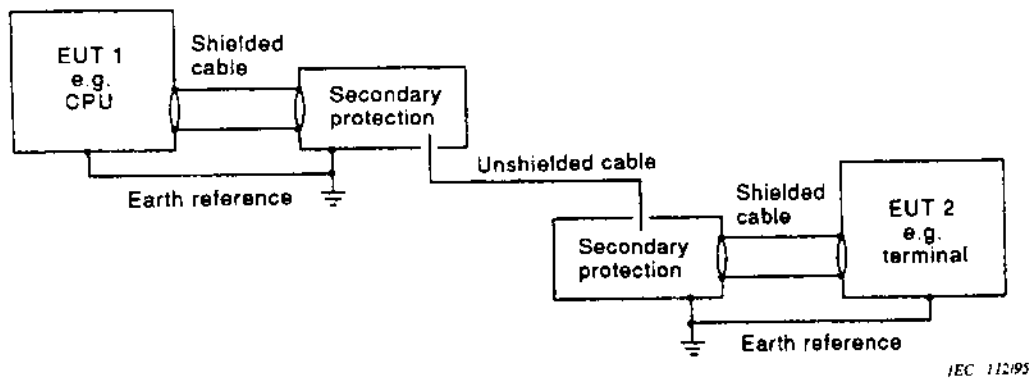 EUT 1
e.g.
CPU
Shielded
cable
Secondary
protection
Earth reference
Unshielded cable
Secondary
protection
Shielded
cable
EUT 2
e.g.
terminal
Earth reference
IEC 112/95